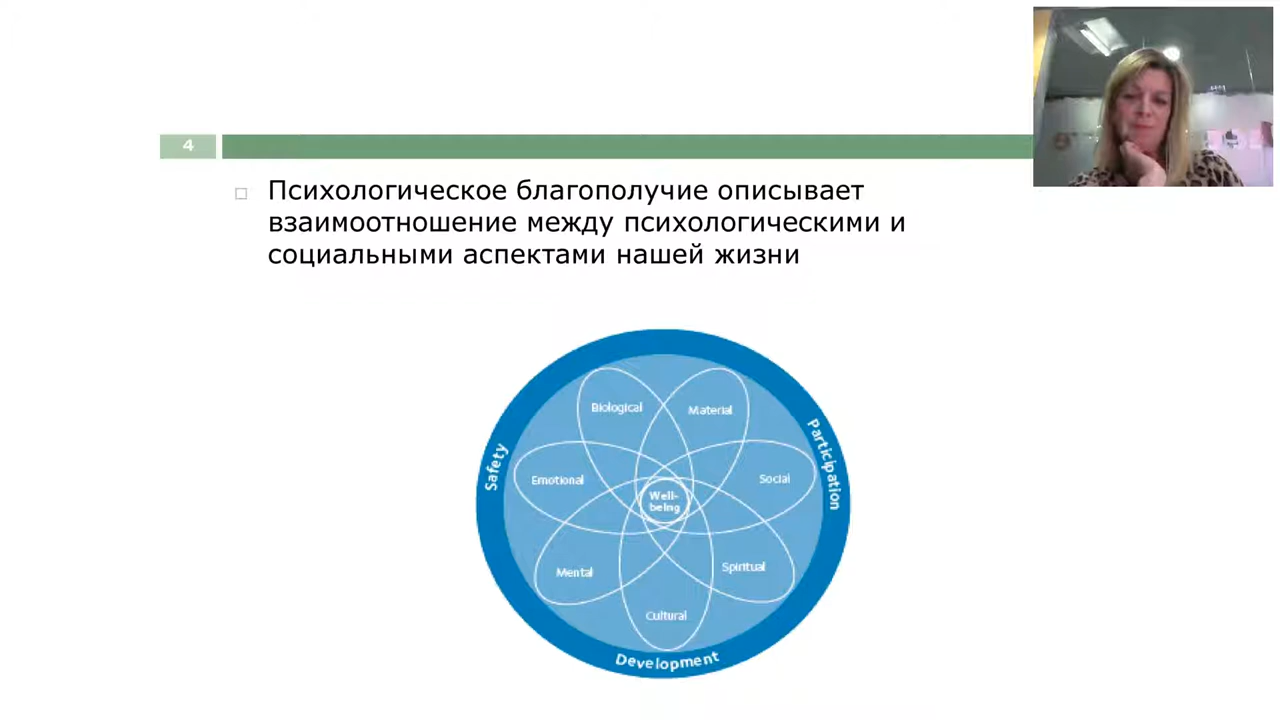 4
Психологическое благополучие описывает
взаимоотношение между психологическими и
социальными аспектами нашей жизни
Biological
Material
Safety
Participation
Emotional
Social
Well-
being
Mental
Spiritual
Cultural
Development